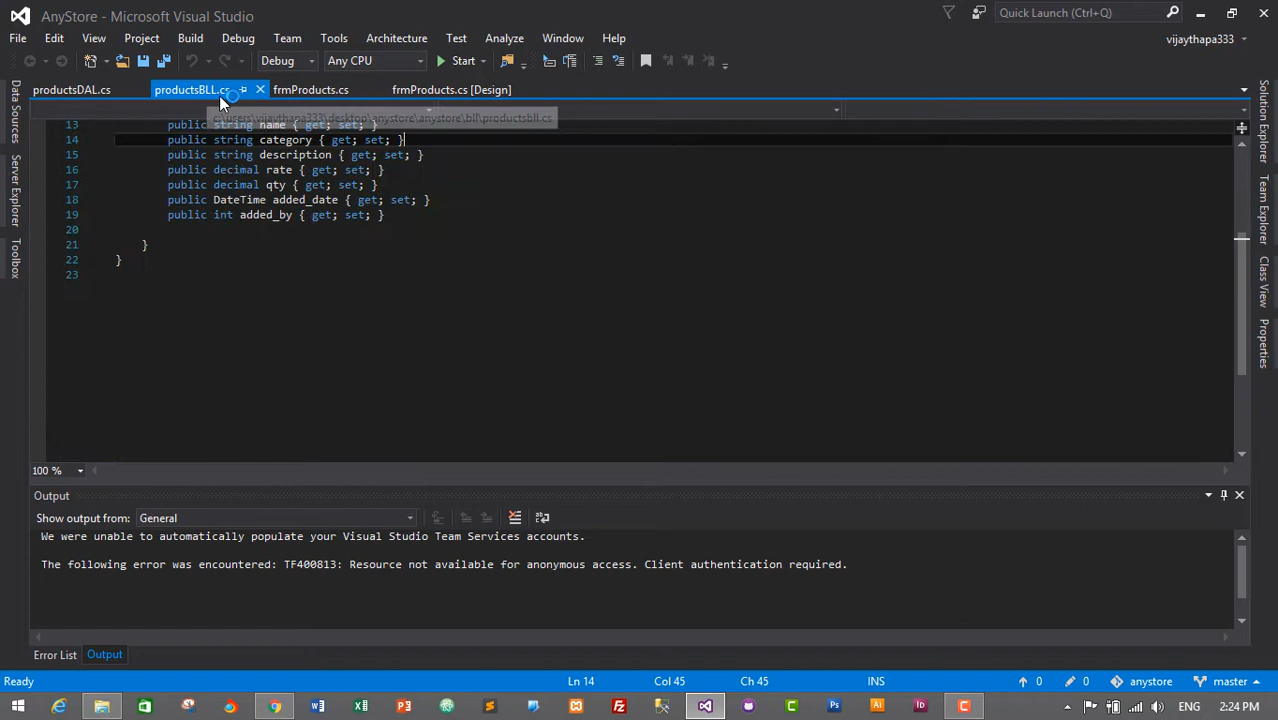 AnyStore - Microsoft Visual Studio
Quick Launch (Ctrl+Q)
File Edit View Project Build Debug Team Tools Architecture Test Analyze Window Help
vijaythapa333
Debug Any CPU Start
productsDAL.cs productsBLL.cs frmProducts.cs frmProducts.cs [Design]
c:\users\vijaythapa333\desktop\anystore\anystore\bll\productsbll.cs
13 public string name { get; set; }
14 public string category { get; set; }
15 public string description { get; set; }
16 public decimal rate { get; set; }
17 public decimal qty { get; set; }
18 public DateTime added_date { get; set; }
19 public int added_by { get; set; }
20
21 }
22 }
23
Data Sources
Server Explorer
Toolbox
Solution Explorer
Team Explorer
Class View
Properties
100 %
Output
Show output from: General
We were unable to automatically populate your Visual Studio Team Services accounts.
The following error was encountered: TF400813: Resource not available for anonymous access. Client authentication required.
Error List Output
Ready Ln 14 Col 45 Ch 45 INS 0 0 anystore master
ENG 2:24 PM